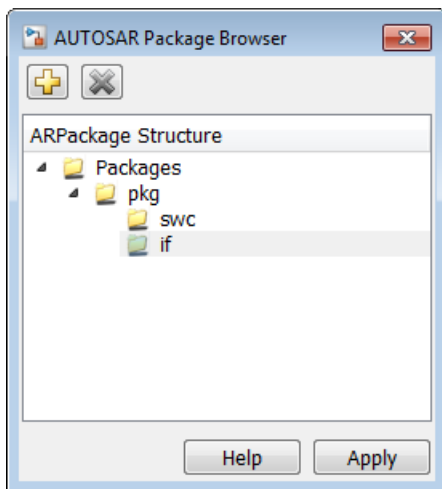 AUTOSAR Package Browser
ARPackage Structure
Packages
pkg
swc
if
Help
Apply